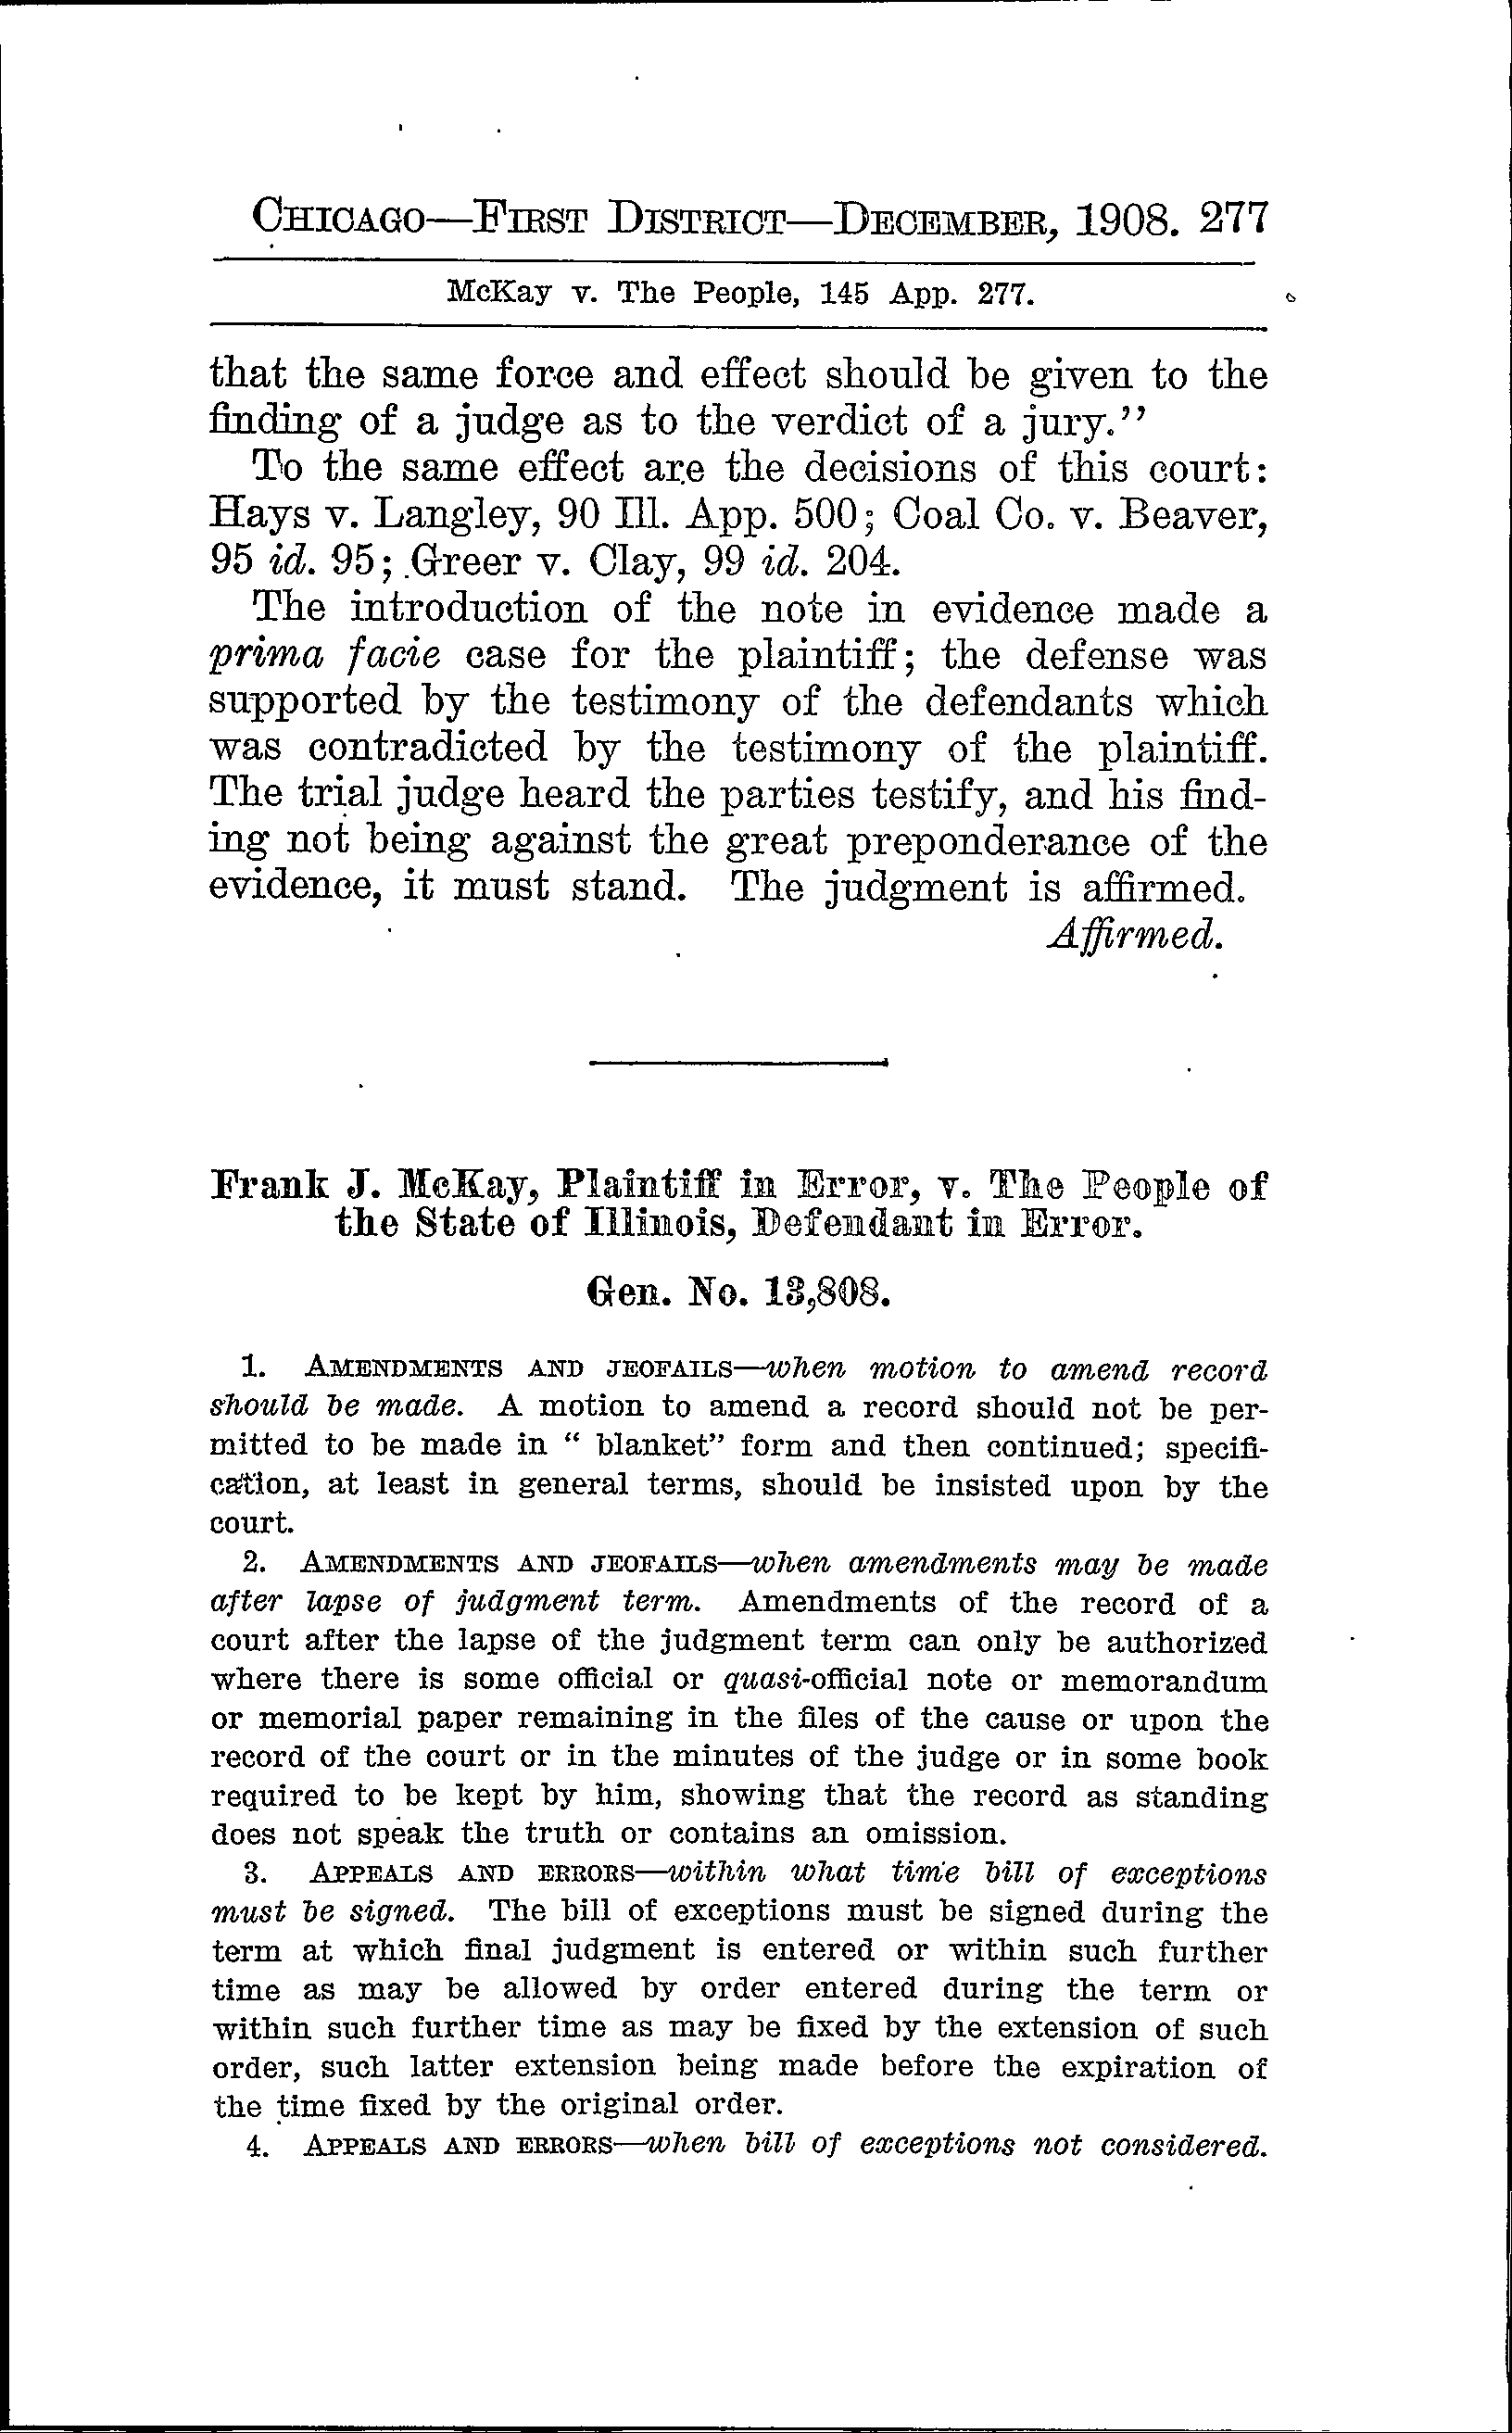 CHICAGO—FIRST DISTRICT—DECEMBER, 1908. 277
McKay v. The People, 145 App. 277.
that the same force and effect should be given to the
finding of a judge as to the verdict of a jury."
To the same effect are the decisions of this court:
Hays v. Langley, 90 Ill. App. 500; Coal Co. v. Beaver,
95 id. 95; Greer v. Clay, 99 id. 204.
The introduction of the note in evidence made a
prima facie case for the plaintiff; the defense was
supported by the testimony of the defendants which
was contradicted by the testimony of the plaintiff.
The trial judge heard the parties testify, and his find-
ing not being against the great preponderance of the
evidence, it must stand. The judgment is affirmed.
Affirmed.
Frank J. McKay, Plaintiff in Error, v. The People of
the State of Illinois, Defendant in Error.
Gen. No. 13,808.
1. AMENDMENTS AND JEOFAILS—when motion to amend record
should be made. A motion to amend a record should not be per-
mitted to be made in " blanket" form and then continued; specifi-
cation, at least in general terms, should be insisted upon by the
court.
2. AMENDMENTS AND JEOFAILS—when amendments may be made
after lapse of judgment term. Amendments of the record of a
court after the lapse of the judgment term can only be authorized
where there is some official or quasi-official note or memorandum
or memorial paper remaining in the files of the cause or upon the
record of the court or in the minutes of the judge or in some book
required to be kept by him, showing that the record as standing
does not speak the truth or contains an omission.
3. APPEALS AND ERRORS—within what time bill of exceptions
must be signed. The bill of exceptions must be signed during the
term at which final judgment is entered or within such further
time as may be allowed by order entered during the term or
within such further time as may be fixed by the extension of such
order, such latter extension being made before the expiration of
the time fixed by the original order.
4. APPEALS AND ERRORS—when bill of exceptions not considered.